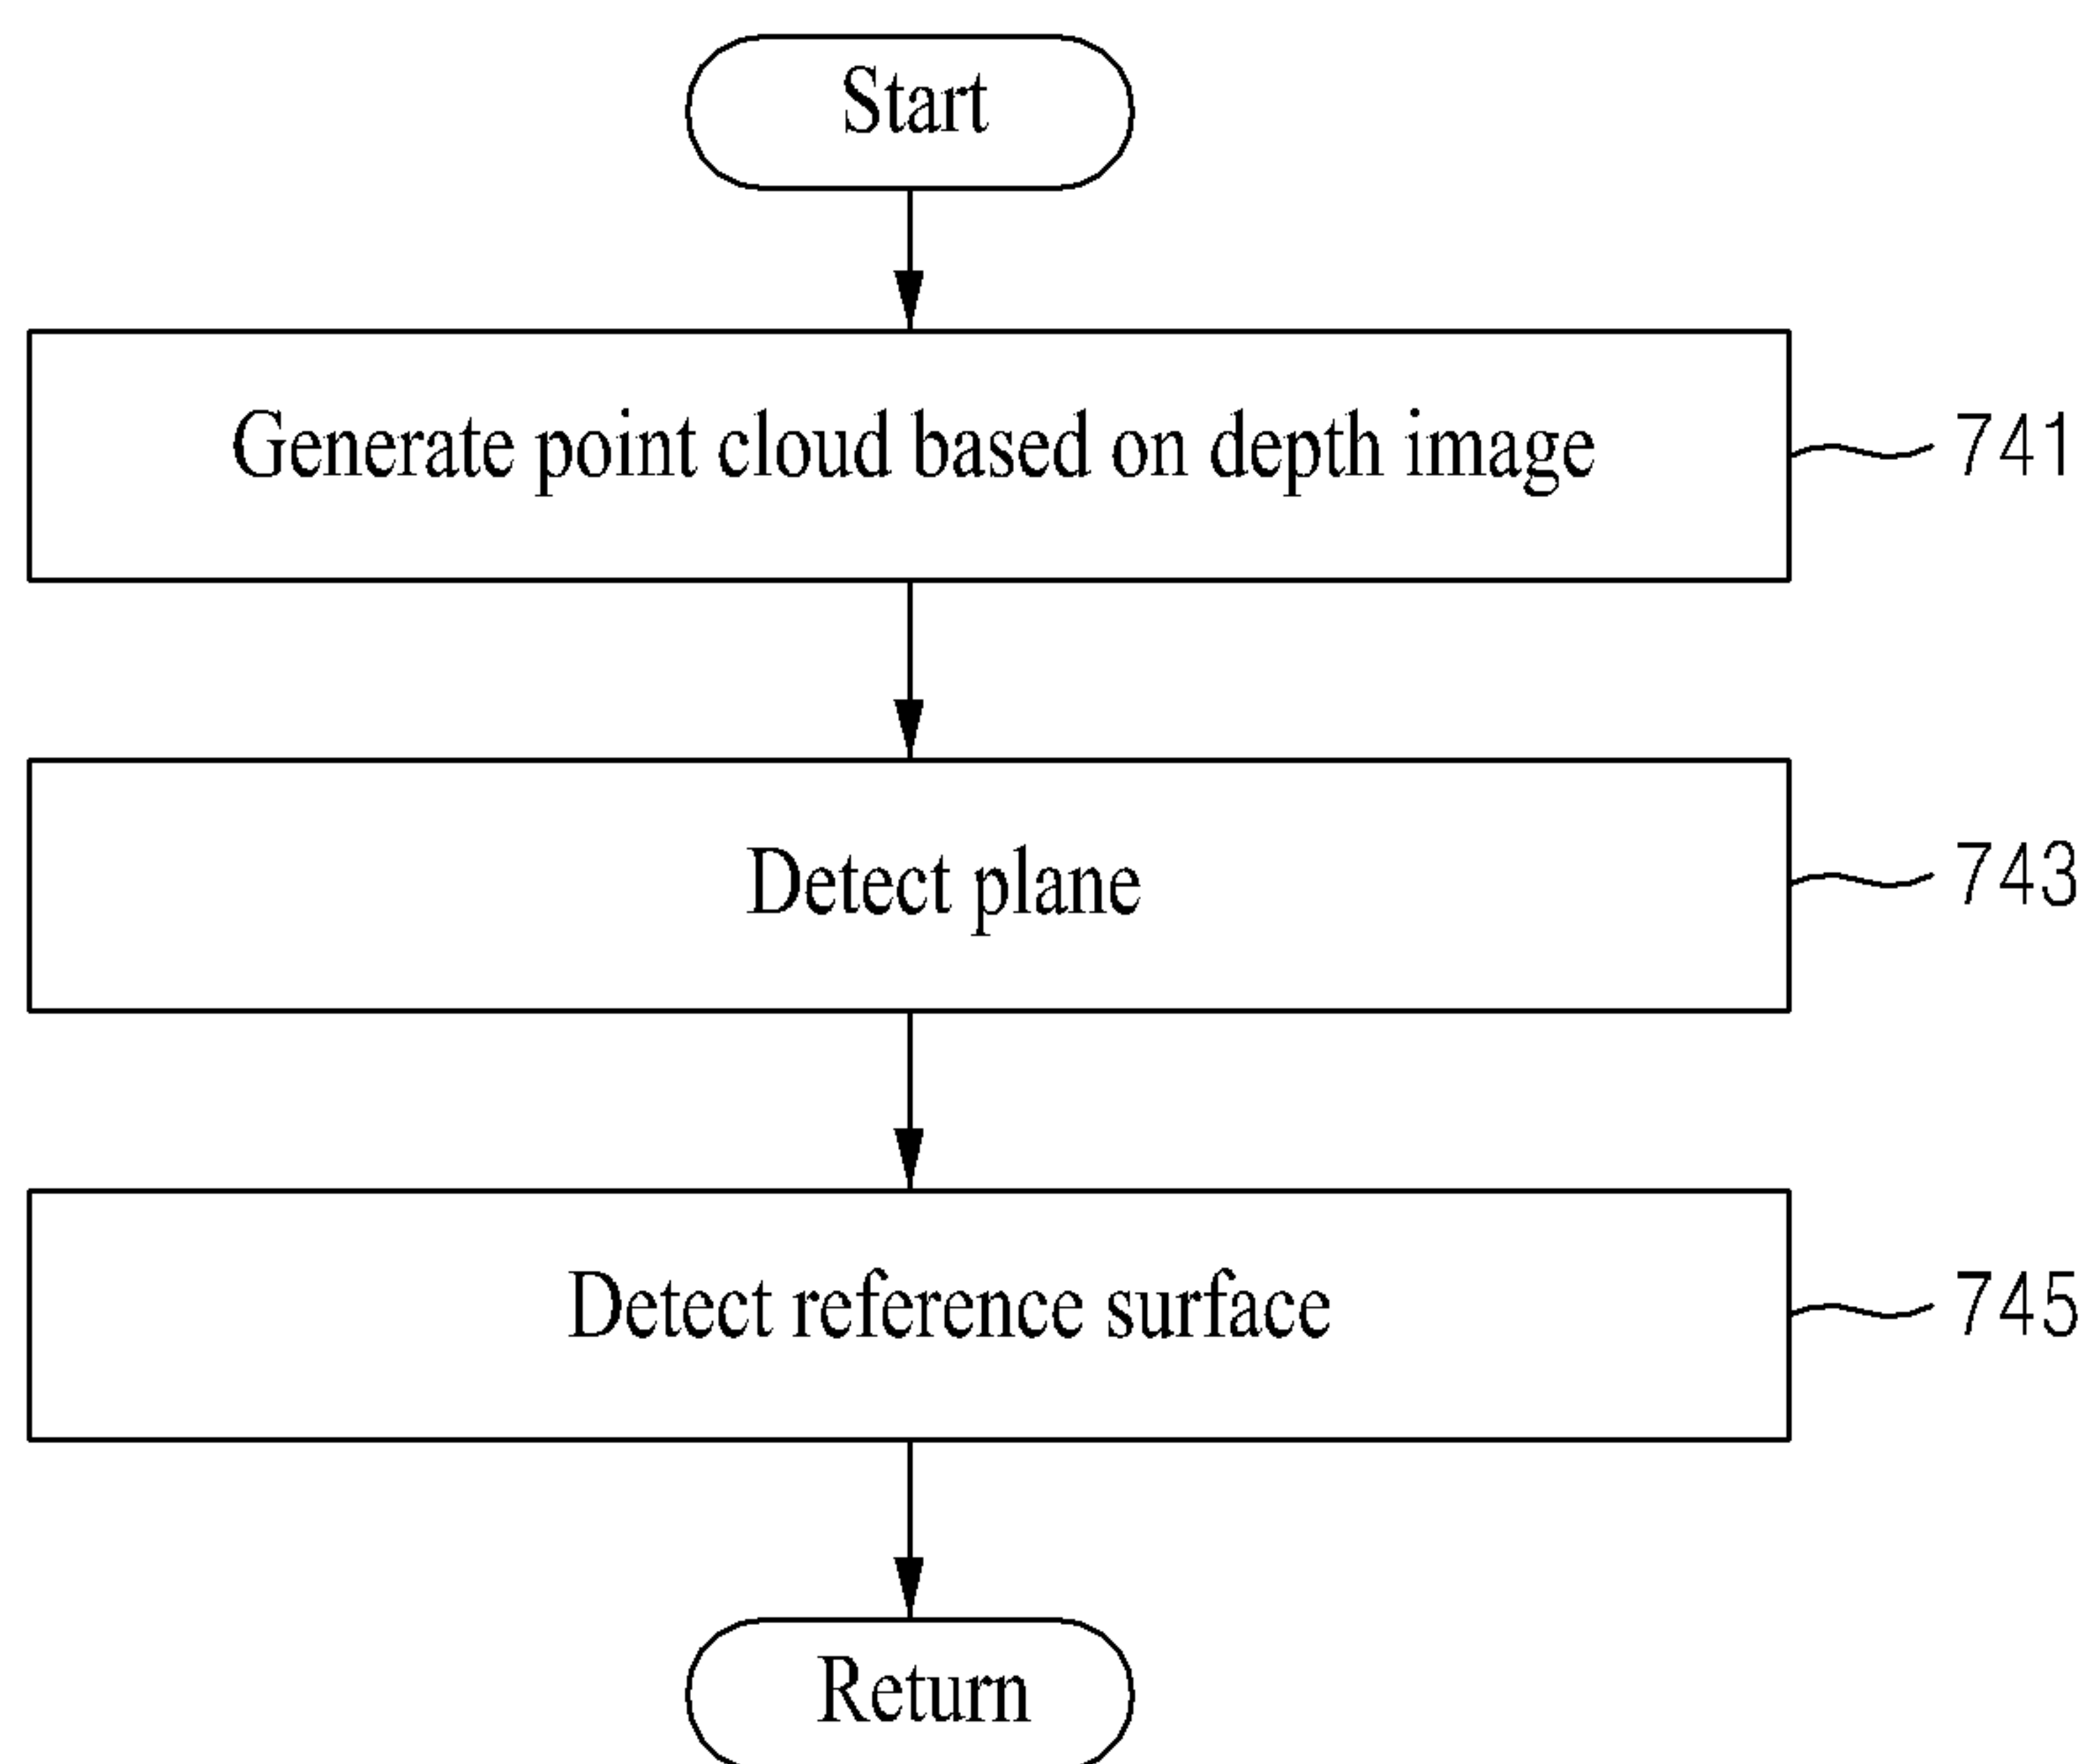 Start
Generate point cloud based on depth image
741
Detect plane
743
Detect reference surface
745
Return